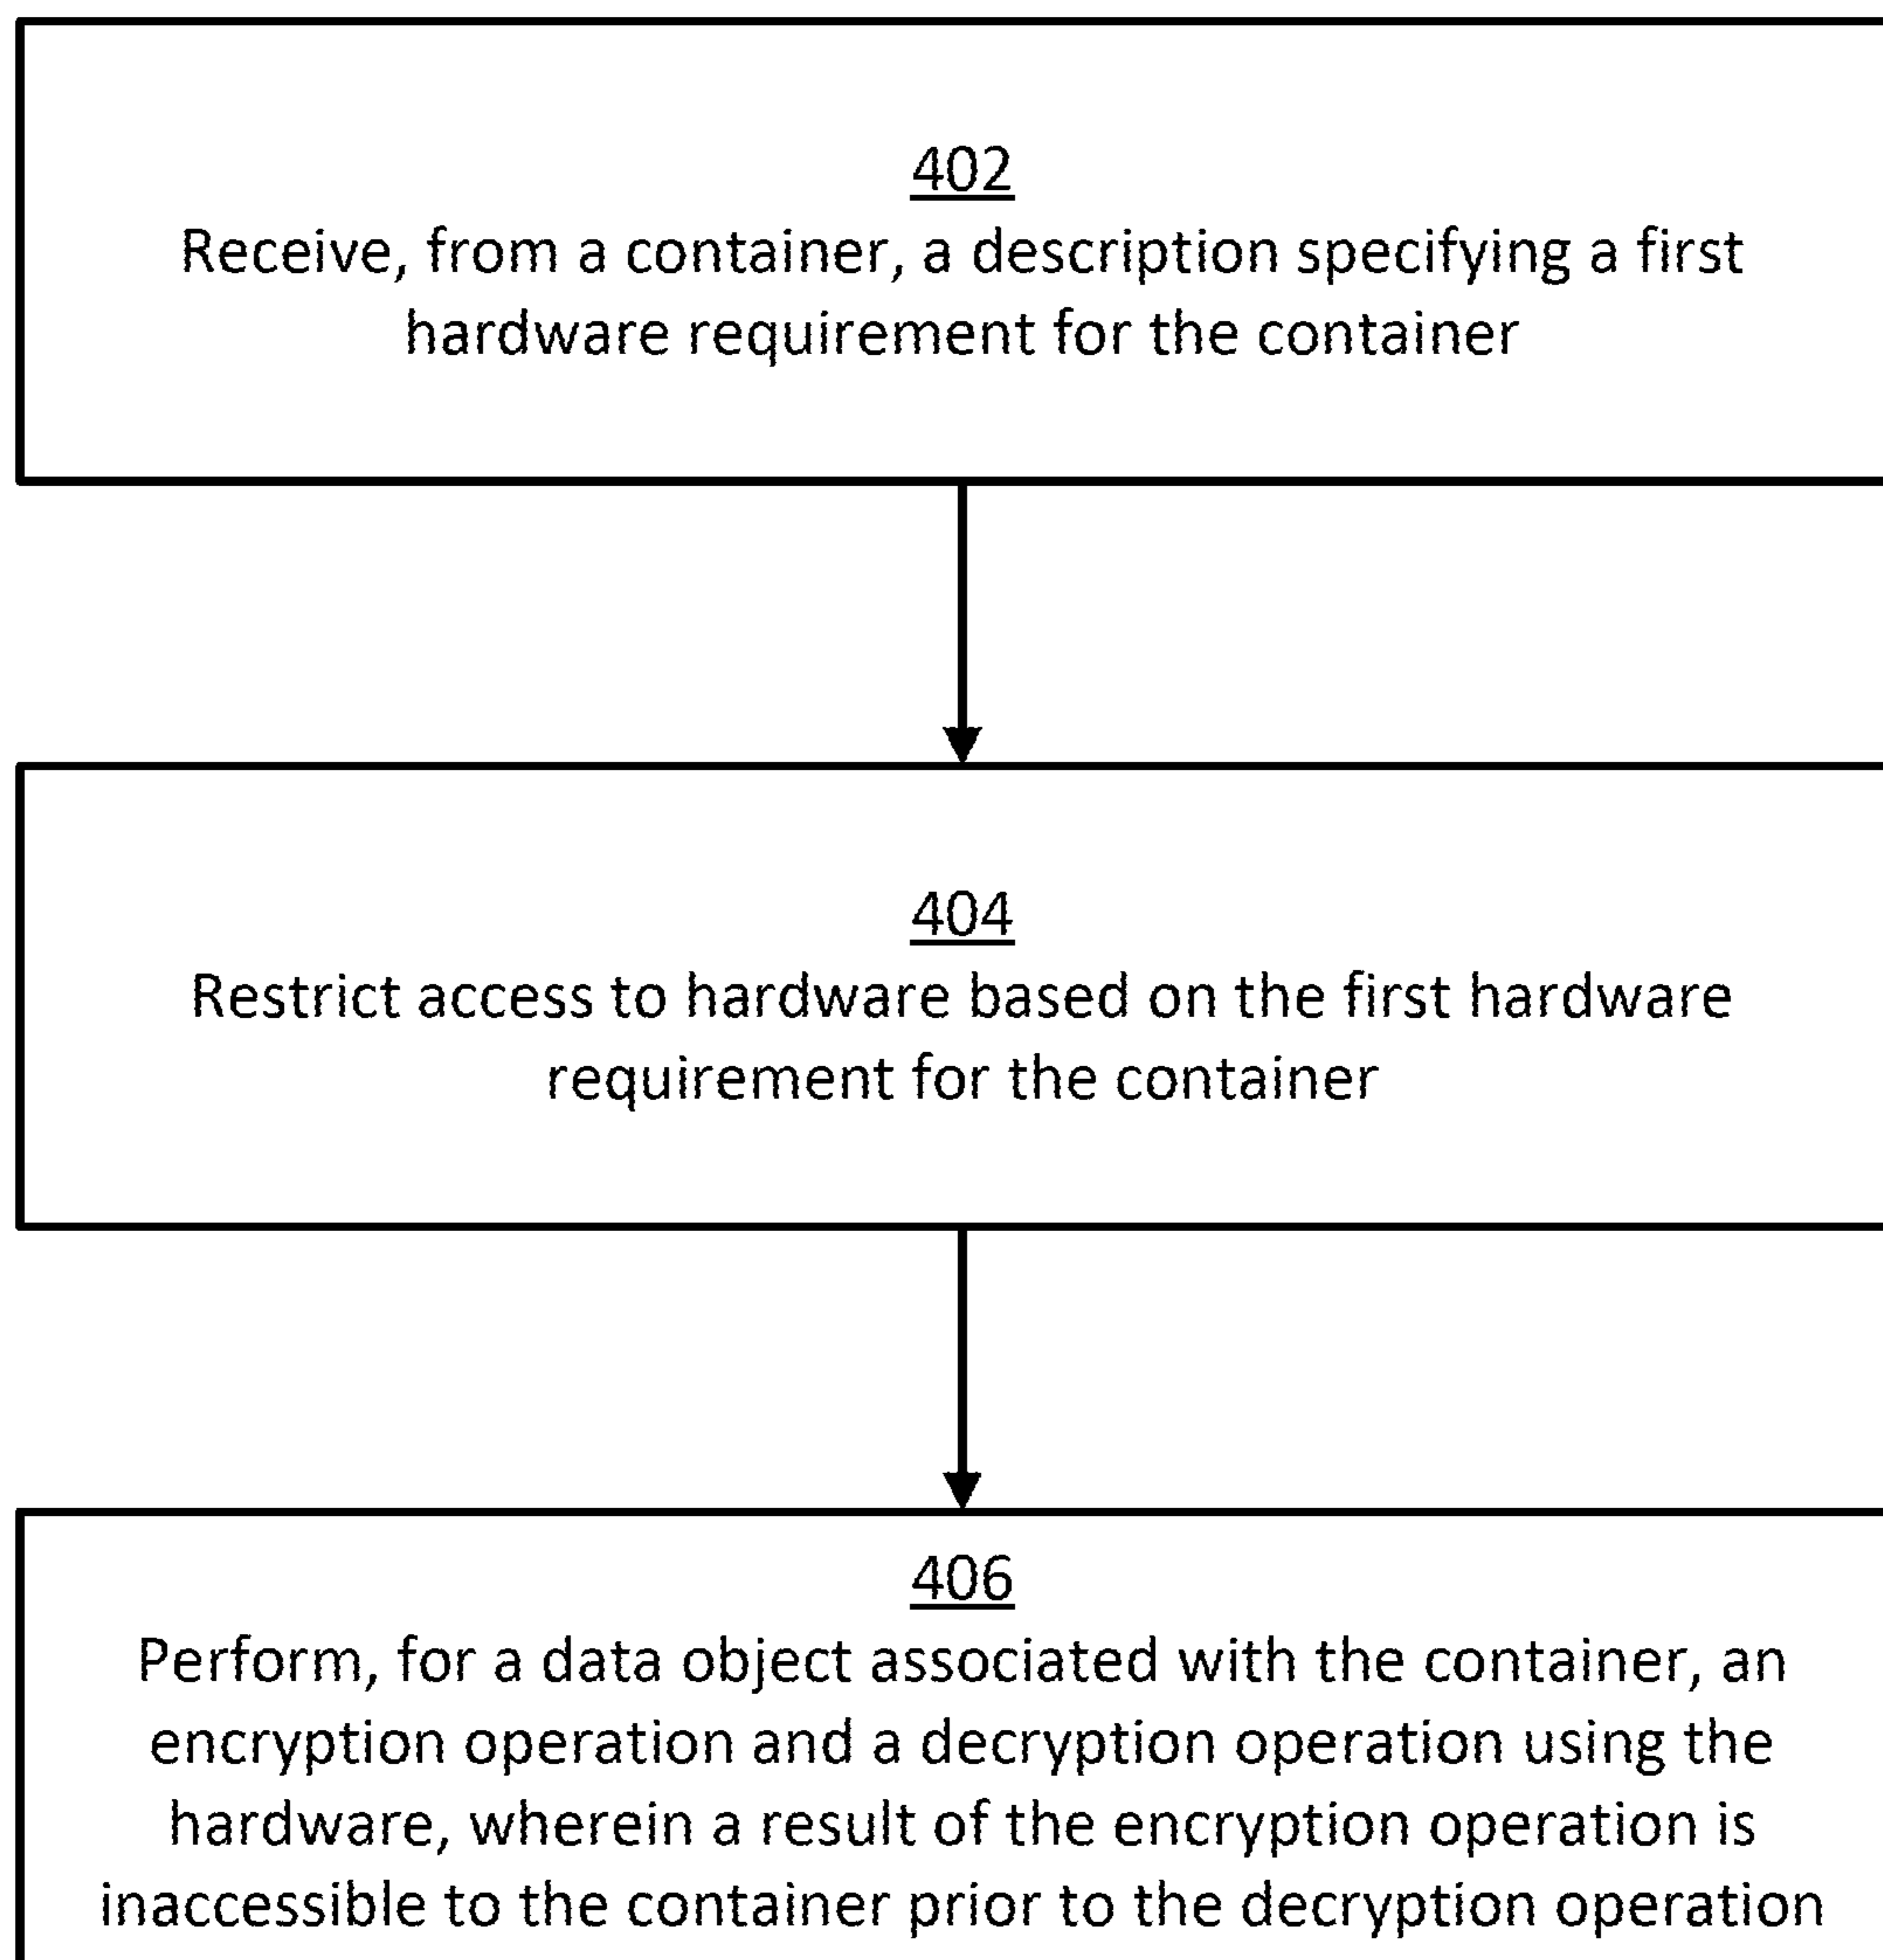 402
Receive, from a container, a description specifying a first
hardware requirement for the container
404
Restrict access to hardware based on the first hardware
requirement for the container
406
Perform, for a data object associated with the container, an
encryption operation and a decryption operation using the
hardware, wherein a result of the encryption operation is
inaccessible to the container prior to the decryption operation